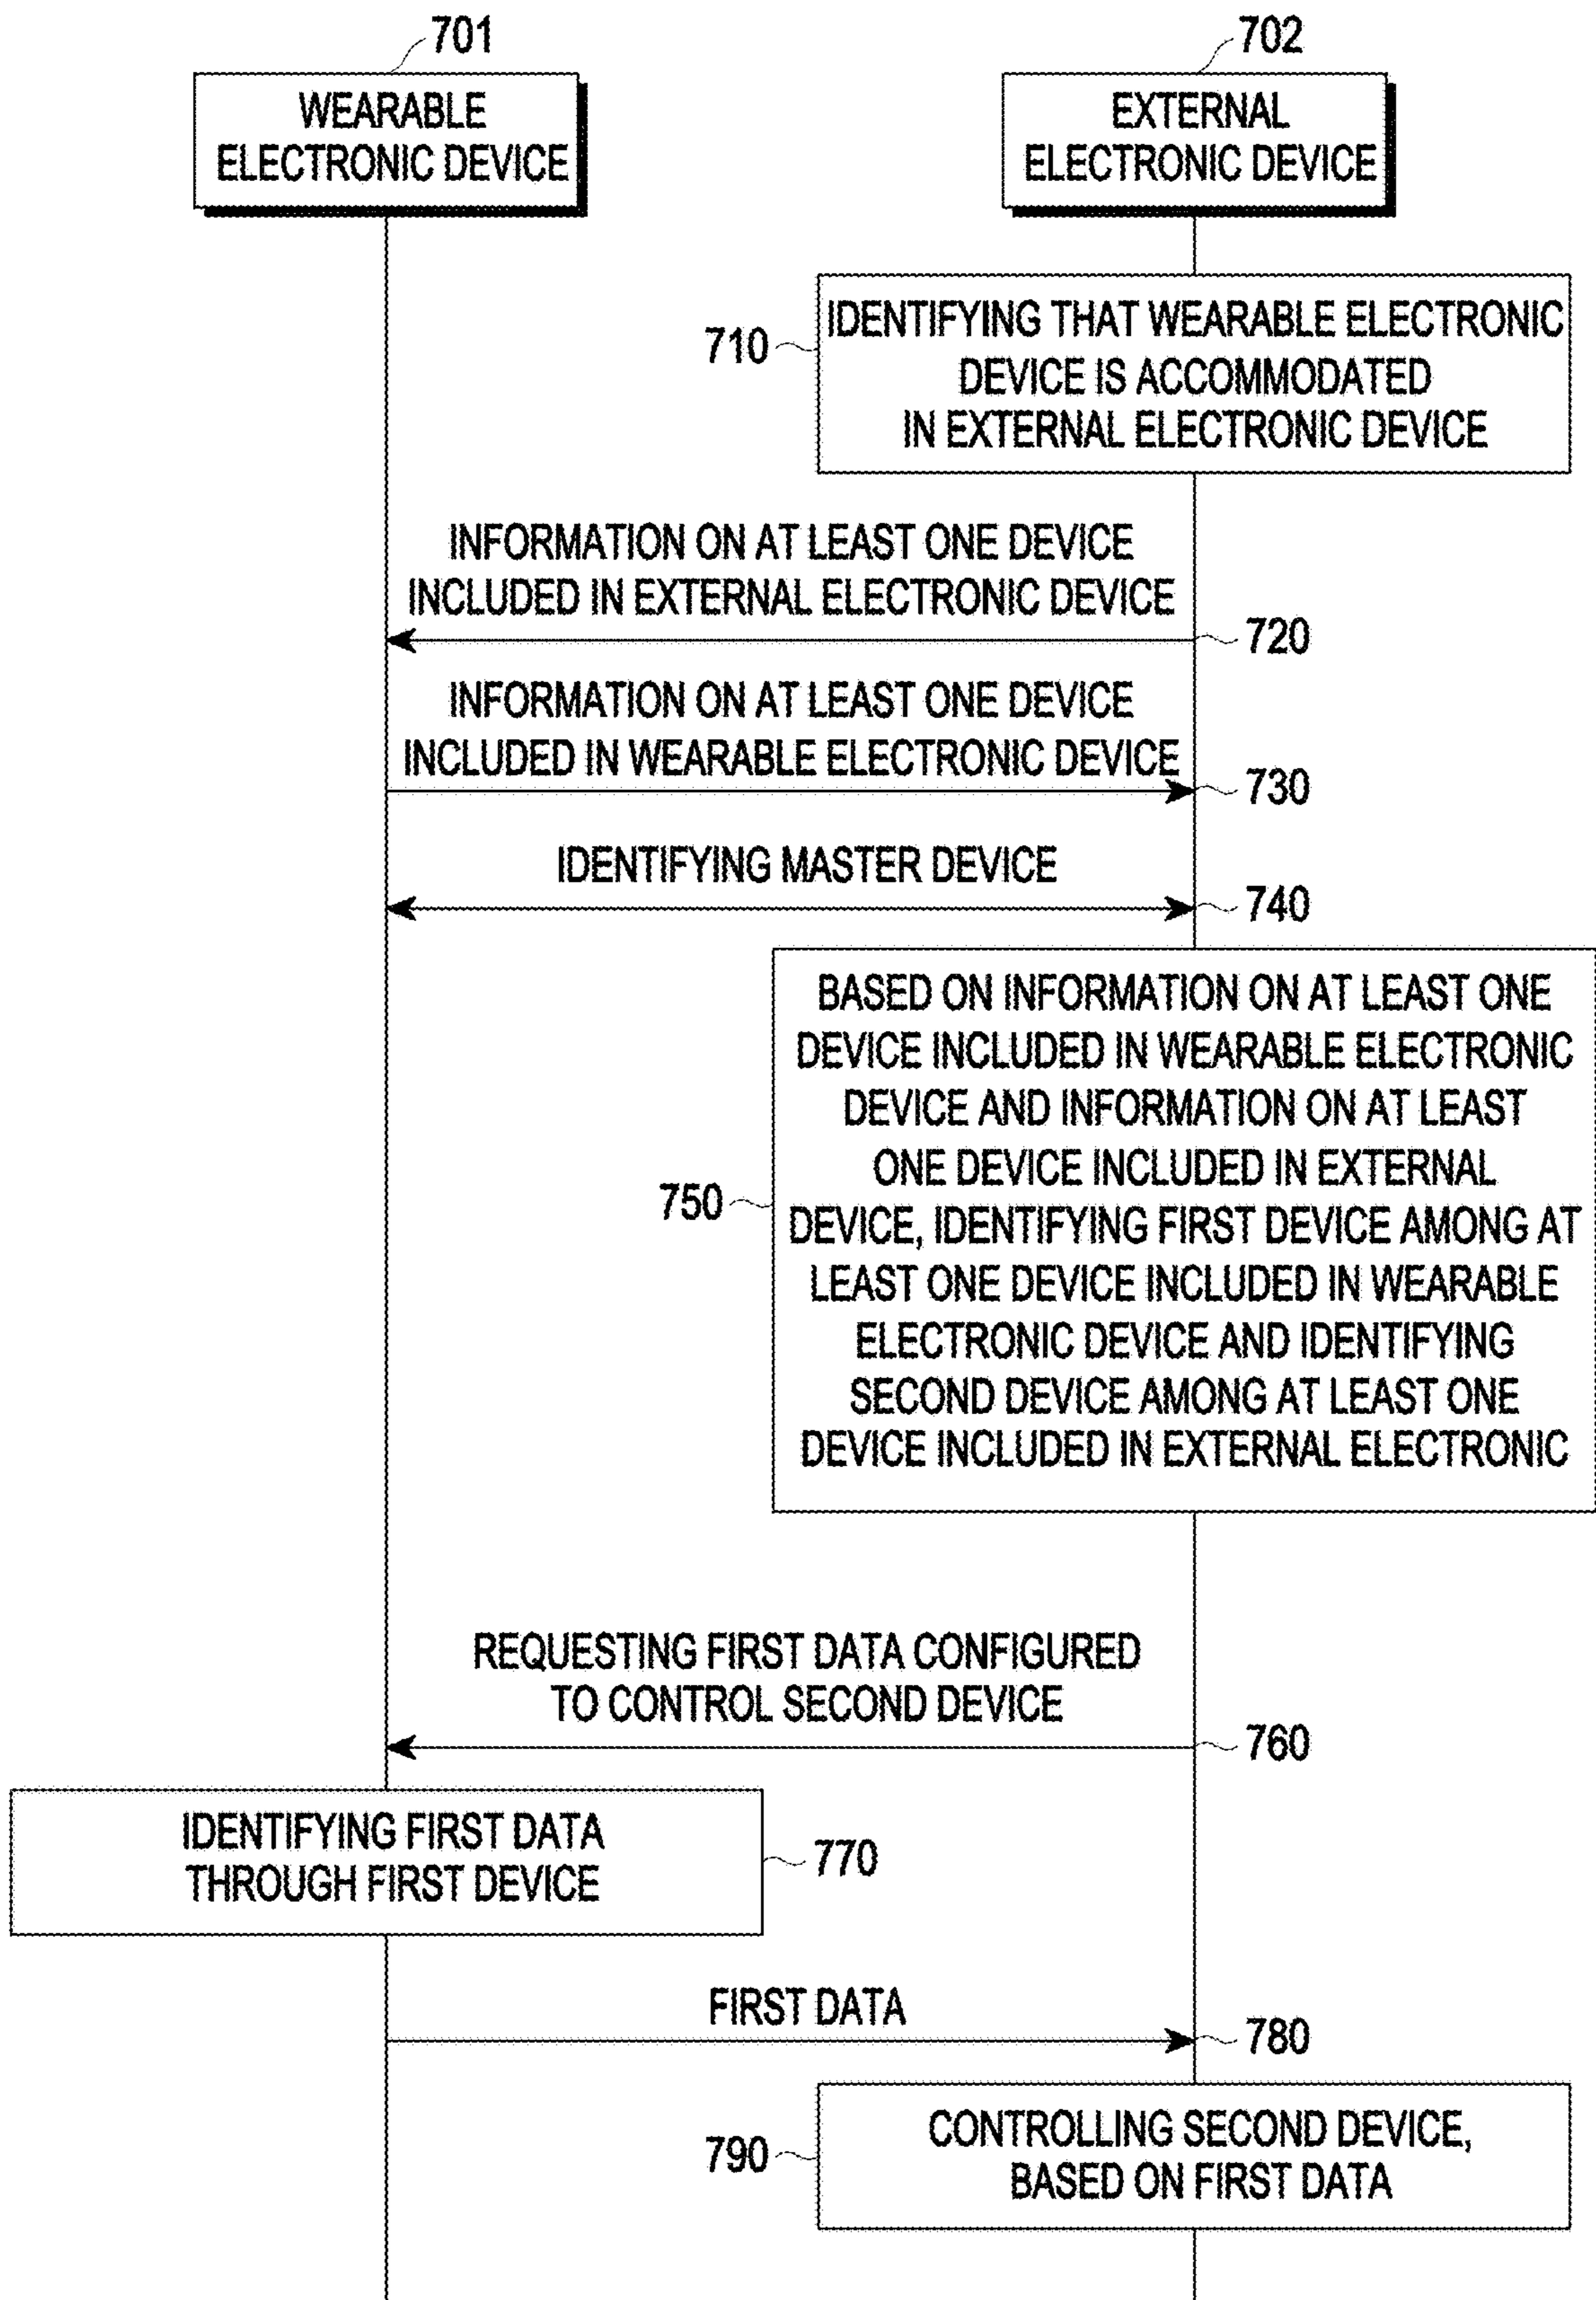 701
WEARABLE
ELECTRONIC DEVICE
702
EXTERNAL
ELECTRONIC DEVICE
710
IDENTIFYING THAT WEARABLE ELECTRONIC
DEVICE IS ACCOMMODATED
IN EXTERNAL ELECTRONIC DEVICE
INFORMATION ON AT LEAST ONE DEVICE
INCLUDED IN EXTERNAL ELECTRONIC DEVICE
720
INFORMATION ON AT LEAST ONE DEVICE
INCLUDED IN WEARABLE ELECTRONIC DEVICE
730
IDENTIFYING MASTER DEVICE
740
750
BASED ON INFORMATION ON AT LEAST ONE
DEVICE INCLUDED IN WEARABLE ELECTRONIC
DEVICE AND INFORMATION ON AT LEAST
ONE DEVICE INCLUDED IN EXTERNAL
DEVICE, IDENTIFYING FIRST DEVICE AMONG AT
LEAST ONE DEVICE INCLUDED IN WEARABLE
ELECTRONIC DEVICE AND IDENTIFYING
SECOND DEVICE AMONG AT LEAST ONE
DEVICE INCLUDED IN EXTERNAL ELECTRONIC
REQUESTING FIRST DATA CONFIGURED
TO CONTROL SECOND DEVICE
760
IDENTIFYING FIRST DATA
THROUGH FIRST DEVICE
770
FIRST DATA
780
790
CONTROLLING SECOND DEVICE,
BASED ON FIRST DATA